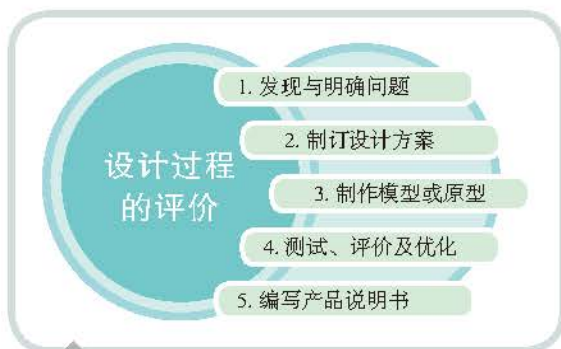 设计过程
的评价
1. 发现与明确问题
2. 制订设计方案
3. 制作模型或原型
4. 测试、评价及优化
5. 编写产品说明书